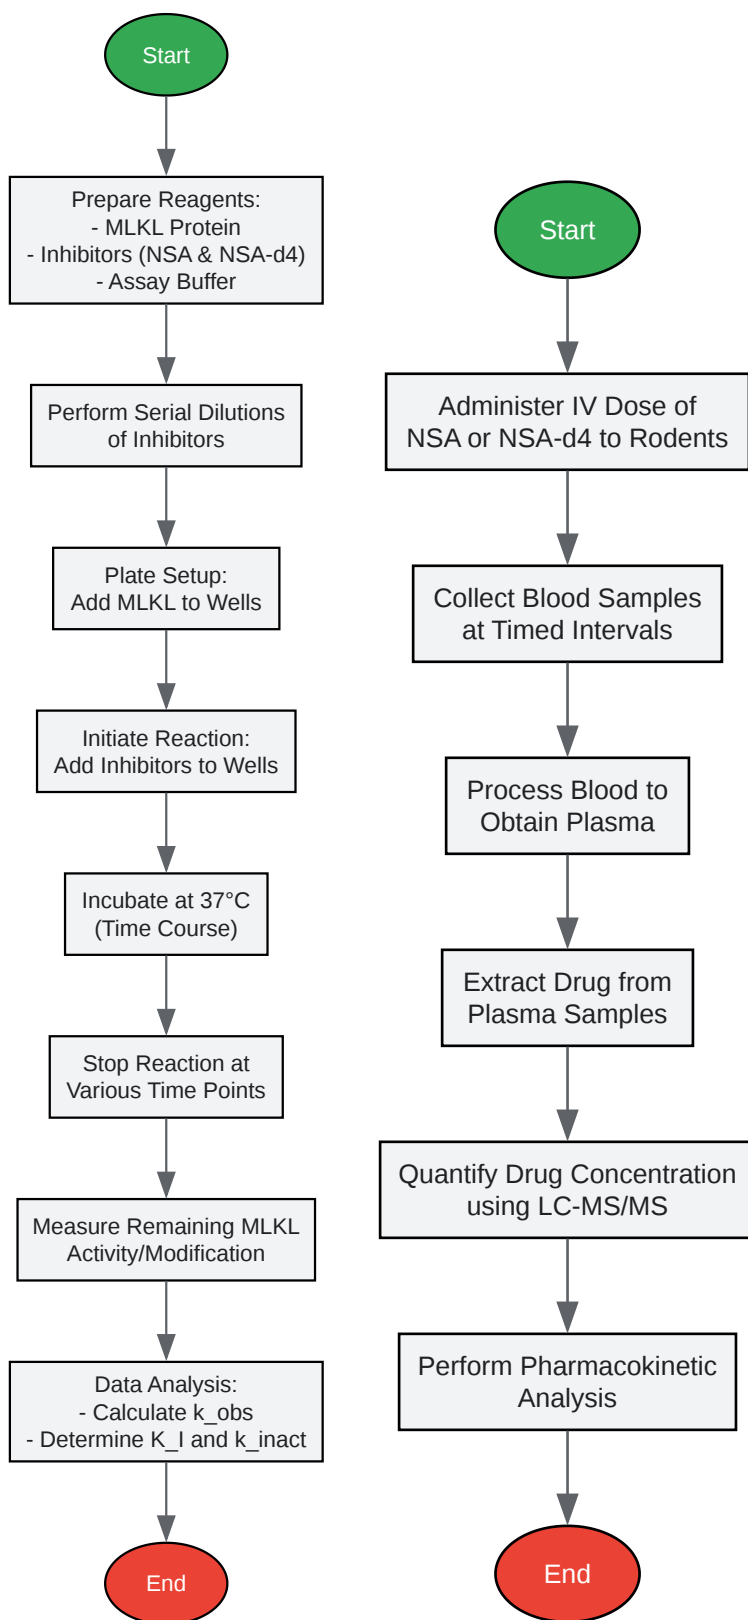 Start
Prepare Reagents:
- MLKL Protein
- Inhibitors (NSA & NSA-d4)
- Assay Buffer
Perform Serial Dilutions
of Inhibitors
Plate Setup:
Add MLKL to Wells
Initiate Reaction:
Add Inhibitors to Wells
Incubate at 37°C
(Time Course)
Stop Reaction at
Various Time Points
Measure Remaining MLKL
Activity/Modification
Data Analysis:
- Calculate k_obs
- Determine K_I and k_inact
End
Start
Administer IV Dose of
NSA or NSA-d4 to Rodents
Collect Blood Samples
at Timed Intervals
Process Blood to
Obtain Plasma
Extract Drug from
Plasma Samples
Quantify Drug Concentration
using LC-MS/MS
Perform Pharmacokinetic
Analysis
End